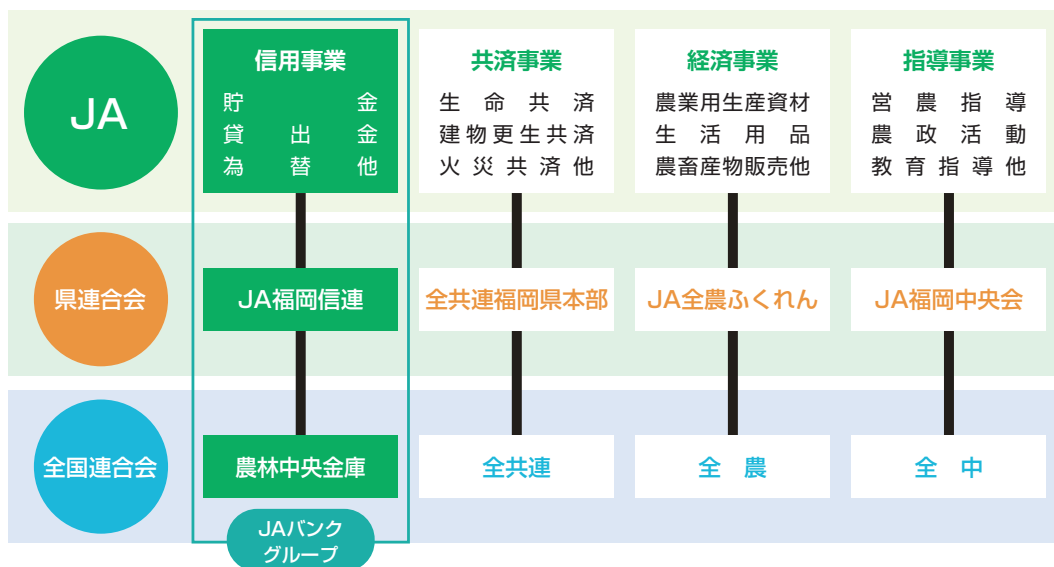 JA
信用事業
貯金
貸出金
為替他
共済事業
生命共済
建物更生共済
火災共済他
経済事業
農業用生産資材
生活用品
農畜産物販売他
指導事業
営農指導
農政活動
教育指導他
県連合会
JA福岡信連
全共連福岡県本部
JA全農ふくれん
JA福岡中央会
全国連合会
農林中央金庫
全共連
全農
全中
JAバンク
グループ